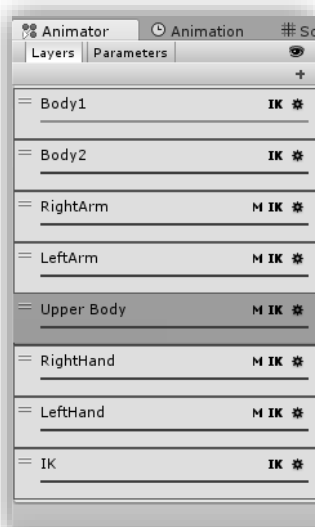 Animator Animation Sc
Layers Parameters
+
Body1 IK
Body2 IK
RightArm M IK
LeftArm M IK
Upper Body M IK
RightHand M IK
LeftHand M IK
IK IK